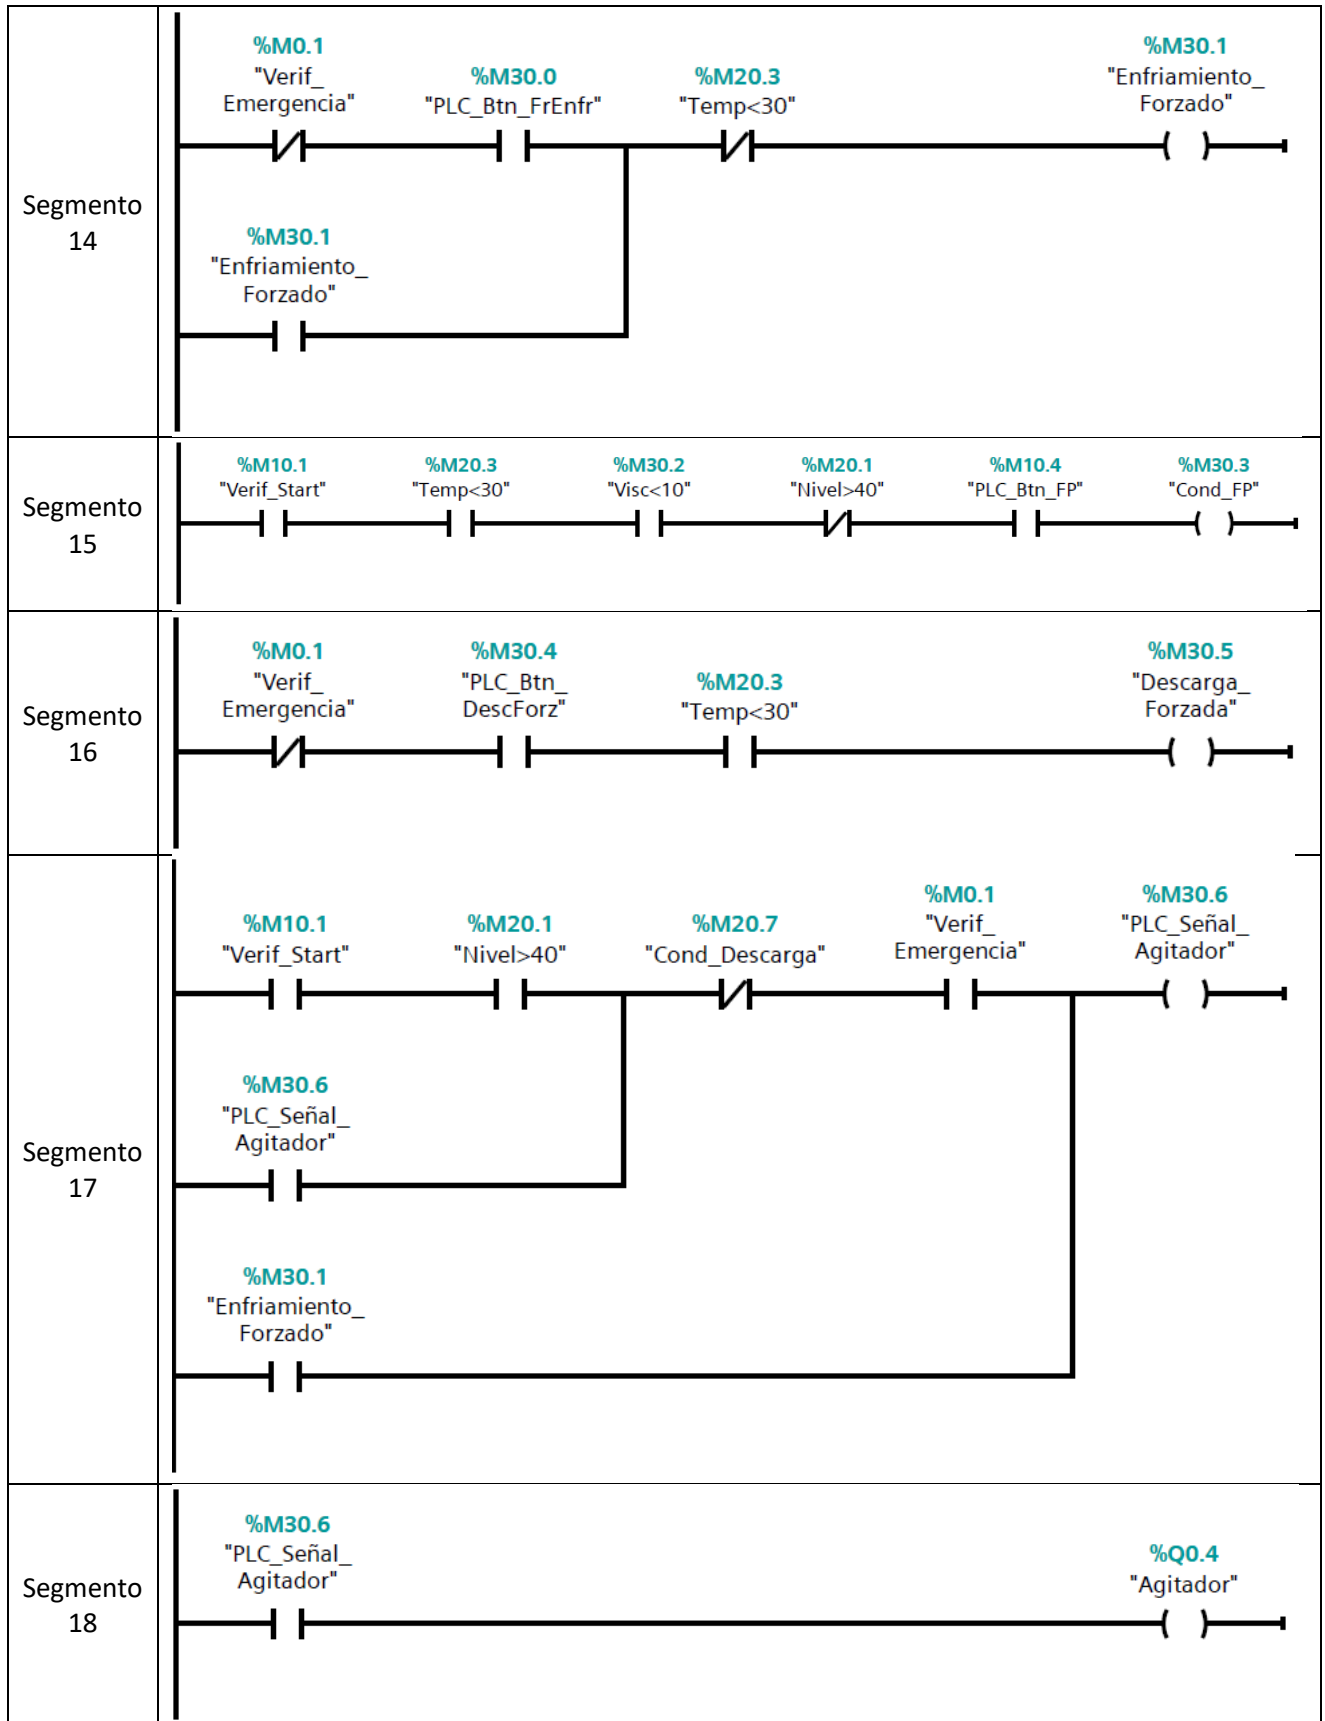 Segmento
14
%M0.1
"Verif_
Emergencia"
%M30.0
"PLC_Btn_FrEnfr"
%M20.3
"Temp<30"
%M30.1
"Enfriamiento_
Forzado"
%M30.1
"Enfriamiento_
Forzado"
Segmento
15
%M10.1
"Verif_Start"
%M20.3
"Temp<30"
%M30.2
"Visc<10"
%M20.1
"Nivel>40"
%M10.4
"PLC_Btn_FP"
%M30.3
"Cond_FP"
Segmento
16
%M0.1
"Verif_
Emergencia"
%M30.4
"PLC_Btn_
DescForz"
%M20.3
"Temp<30"
%M30.5
"Descarga_
Forzada"
Segmento
17
%M10.1
"Verif_Start"
%M20.1
"Nivel>40"
%M20.7
"Cond_Descarga"
%M0.1
"Verif_
Emergencia"
%M30.6
"PLC_Señal_
Agitador"
%M30.6
"PLC_Señal_
Agitador"
%M30.1
"Enfriamiento_
Forzado"
Segmento
18
%M30.6
"PLC_Señal_
Agitador"
%Q0.4
"Agitador"